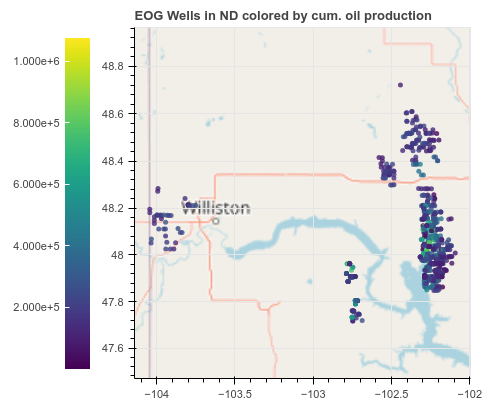 EOG Wells in ND colored by cum. oil production
1.000e+6
8.000e+5
6.000e+5
4.000e+5
2.000e+5
48.8
48.6
48.4
48.2
48
47.8
47.6
Williston
−104
−103.5
−103
−102.5
−102